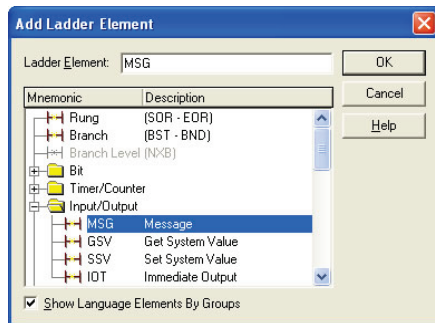 Add Ladder Element
Ladder Element: MSG
OK
Cancel
Help
Mnemonic Description
Rung (SOR - EOR)
Branch (BST - BND)
Branch Level (NXB)
Bit
Timer/Counter
Input/Output
MSG Message
GSV Get System Value
SSV Set System Value
IOT Immediate Output
Show Language Elements By Groups